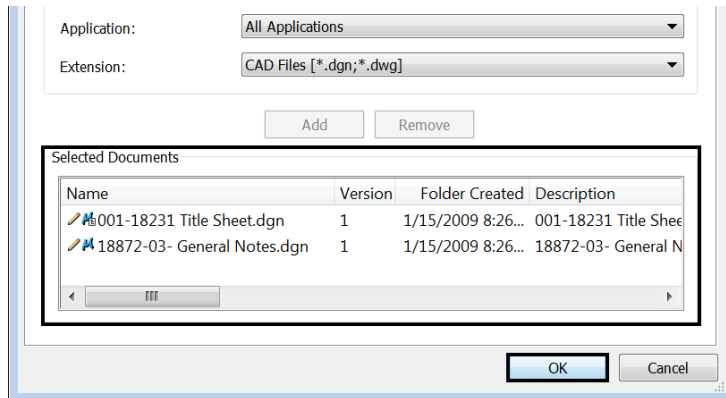 Application: All Applications
Extension: CAD Files [*.dgn;*.dwg]
Add Remove
Selected Documents
Name Version Folder Created Description
001-18231 Title Sheet.dgn 1 1/15/2009 8:26... 001-18231 Title Shee
18872-03- General Notes.dgn 1 1/15/2009 8:26... 18872-03- General N
OK Cancel